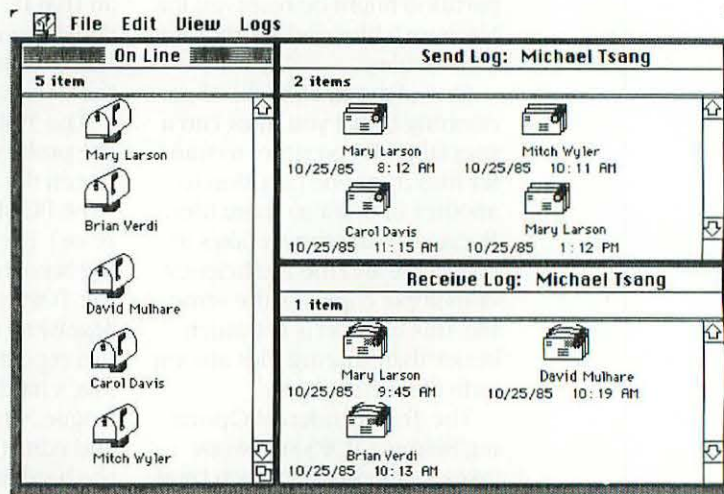 File Edit View Logs
On Line
5 item
Mary Larson
Brian Verdi
David Mulhare
Carol Davis
Mitch Wyler
Send Log: Michael Tsang
2 items
Mary Larson
10/25/85 8:12 AM
Mitch Wyler
10/25/85 10:11 AM
Carol Davis
10/25/85 11:15 AM
Mary Larson
10/25/85 1:12 PM
Receive Log: Michael Tsang
1 item
Mary Larson
10/25/85 9:45 AM
David Mulhare
10/25/85 10:19 AM
Brian Verdi
10/25/85 10:13 AM